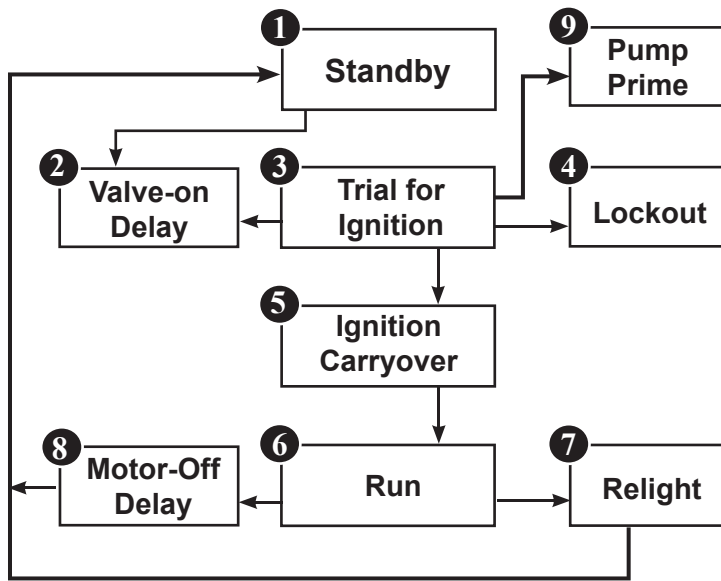 1
Standby
9
Pump
Prime
2
Valve-on
Delay
3
Trial for
Ignition
4
Lockout
5
Ignition
Carryover
8
Motor-Off
Delay
6
Run
7
Relight